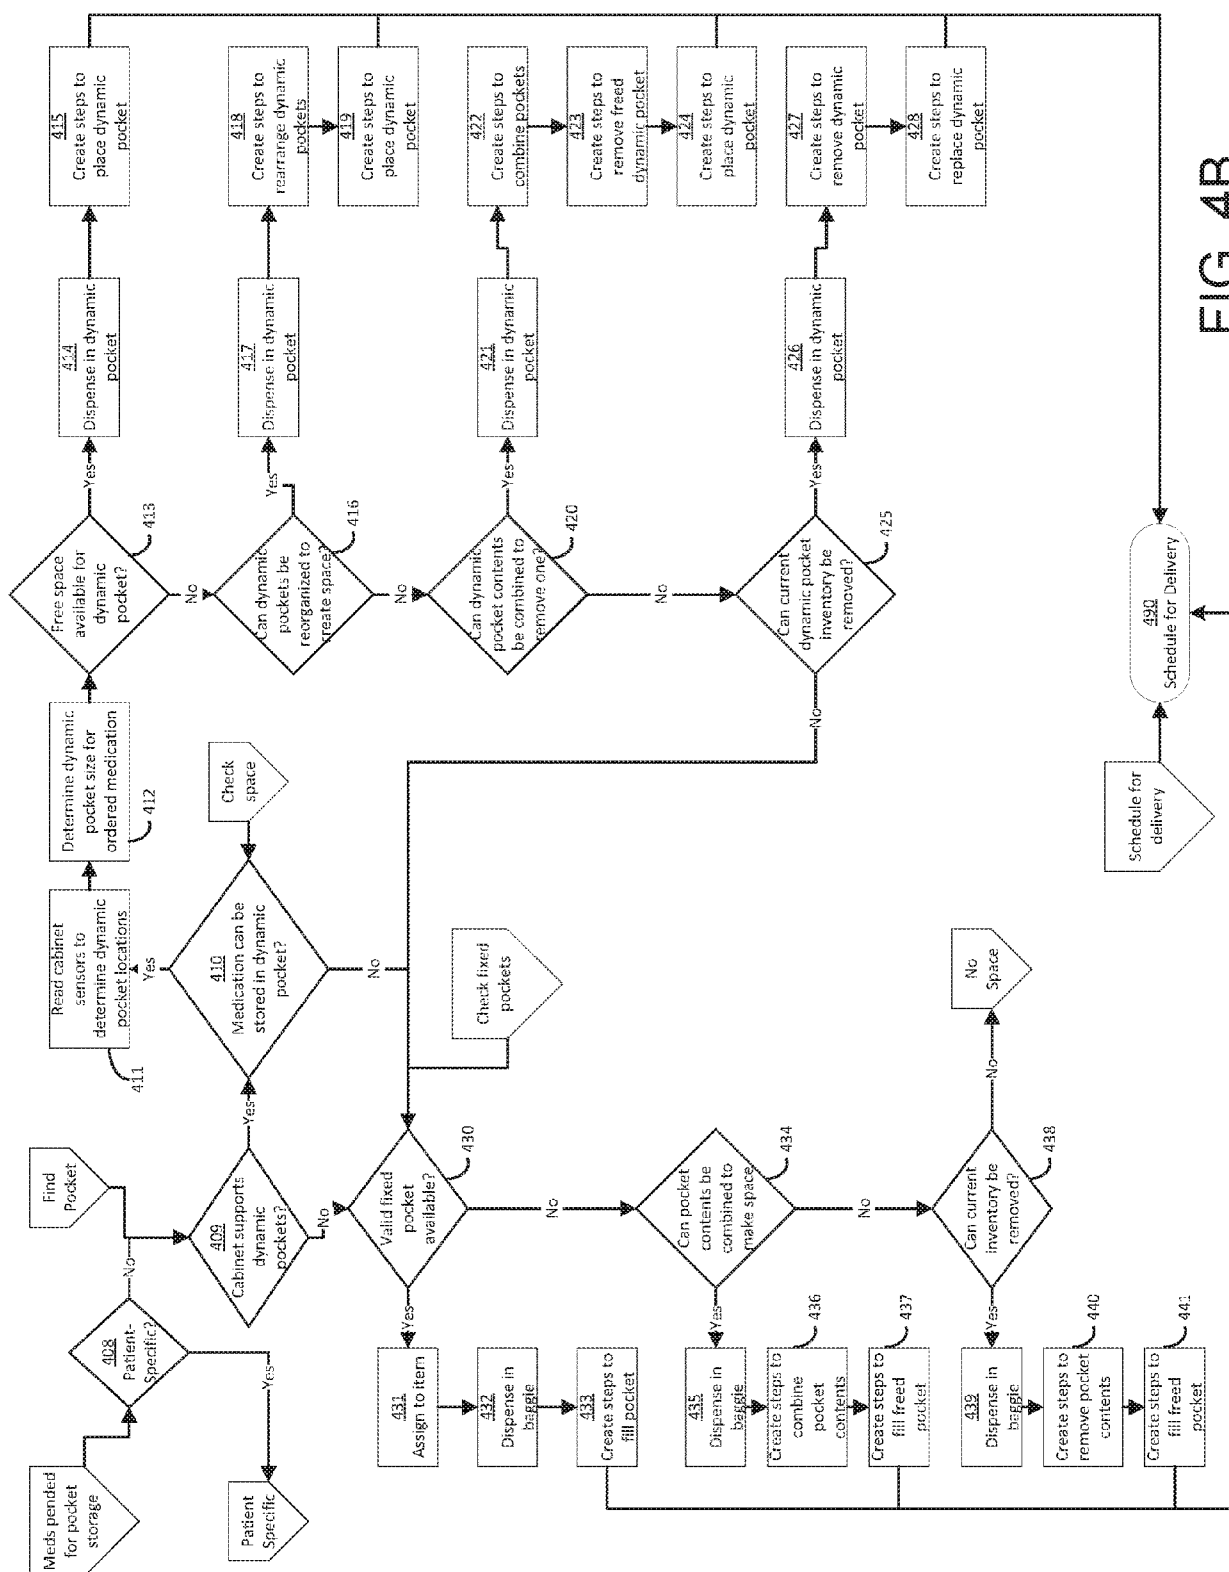 Meds pended
for pocket
storage
408
Patient-
Specific?
No
Yes
Patient
Specific
Find
Pocket
409
Cabinet supports
dynamic
pockets?
Yes
No
410
Medication can be
stored in dynamic
pocket?
Yes
No
Check
space
Read cabinet
sensors to
determine dynamic
pocket locations
411
Determine dynamic
pocket size for
ordered medication
412
Free space
available for
dynamic
pocket?
413
Yes
No
414
Dispense in dynamic
pocket
415
Create steps to
place dynamic
pocket
Can dynamic
pockets be
reorganized to
create space?
416
Yes
No
417
Dispense in dynamic
pocket
418
Create steps to
rearrange dynamic
pockets
419
Create steps to
place dynamic
pocket
Can dynamic
pocket contents
be combined to
remove one?
420
Yes
No
421
Dispense in dynamic
pocket
422
Create steps to
combine pockets
423
Create steps to
remove freed
dynamic pocket
424
Create steps to
place dynamic
pocket
Can current
dynamic pocket
inventory be
removed?
425
Yes
No
426
Dispense in dynamic
pocket
427
Create steps to
remove dynamic
pocket
428
Create steps to
replace dynamic
pocket
Check fixed
pockets
Valid fixed
pocket
available?
430
Yes
No
431
Assign to item
432
Dispense in
baggie
433
Create steps to
fill pocket
Can pocket
contents be
combined to
make space
434
Yes
No
435
Dispense in
baggie
Create steps to
combine
pocket
contents
436
Create steps to
fill freed
pocket
437
Can current
inventory be
removed?
438
Yes
No
No
Space
439
Dispense in
baggie
Create steps to
remove pocket
contents
440
Create steps to
fill freed
pocket
441
Schedule for
delivery
490
Schedule for Delivery
FIG. 4B